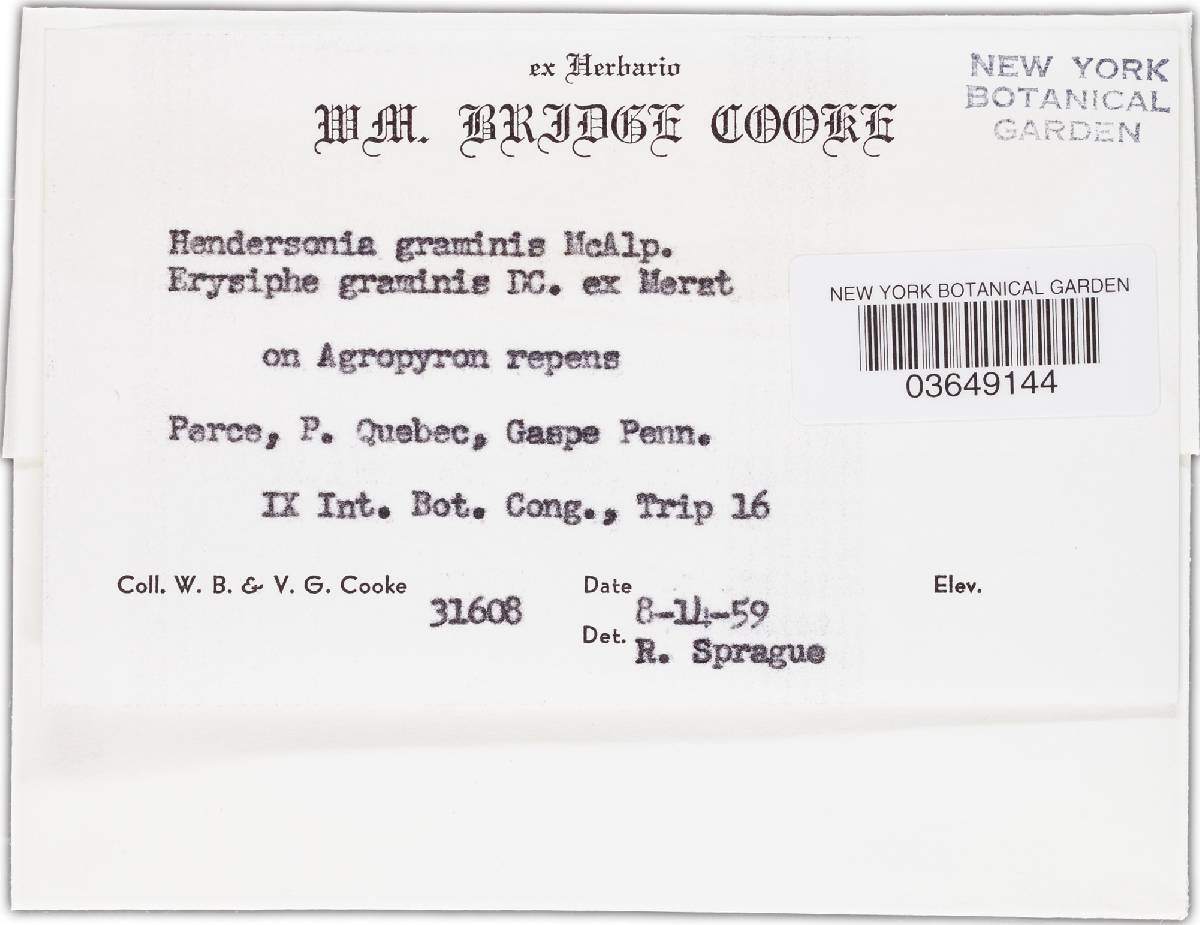 ex Herbario
WM. BRIDGE COOKE
NEW YORK
BOTANICAL
GARDEN
Hendersonia graminis McAlp.
Erysiphe graminis DC. ex Merat
on Agropyron repens
Perce, P. Quebec, Gaspe Penn.
IX Int. Bot. Cong., Trip 16
NEW YORK BOTANICAL GARDEN
03649144
Coll. W. B. & V. G. Cooke 31608
Date 8-14-59
Elev.
Det. R. Sprague